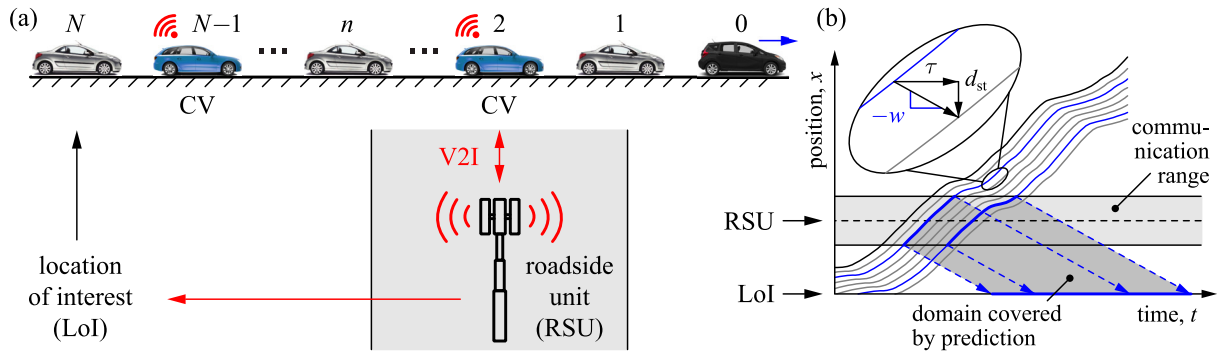 (a)
N N−1 n 2 1 0
CV CV
V2I
location
of interest
(LoI)
roadside
unit
(RSU)
(b)
position, x
τ
d_st
−w
commu-
nication
range
RSU
LoI
domain covered
by prediction
time, t